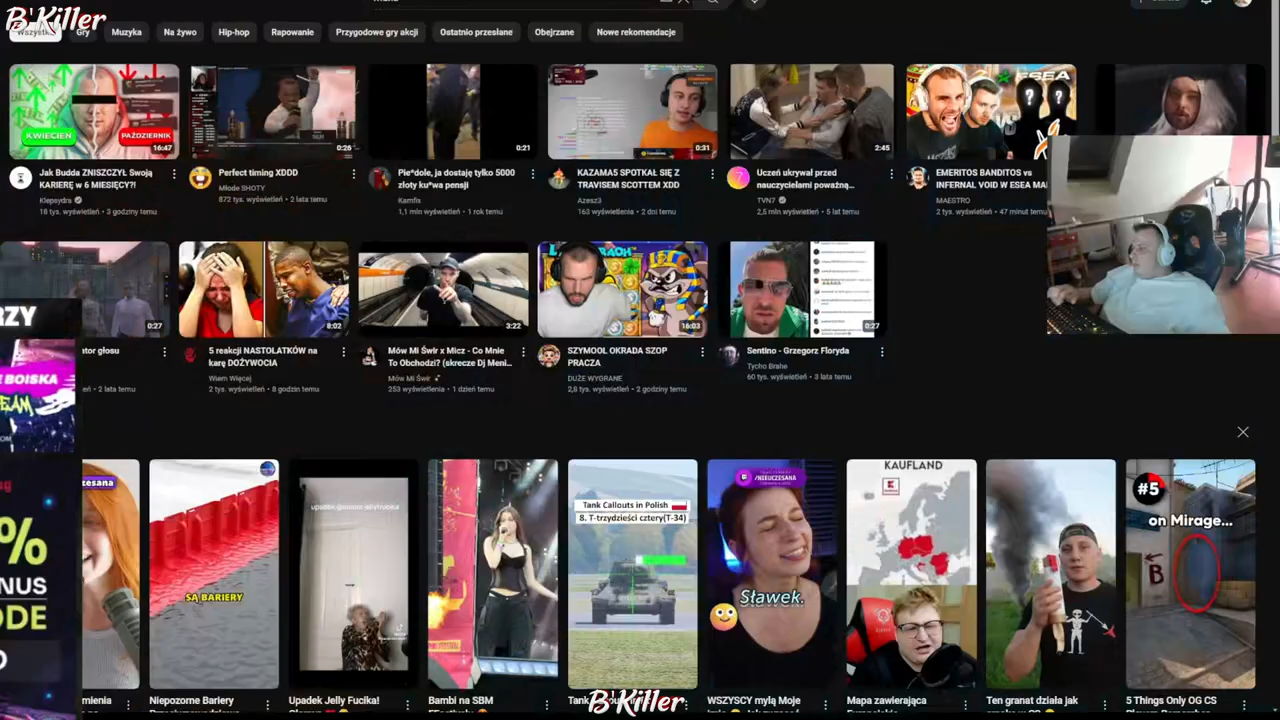 B'Killer
Wszystkie
Gry
Muzyka
Na żywo
Hip-hop
Rapowanie
Przygodowe gry akcji
Ostatnio przesłane
Obejrzane
Nowe rekomendacje
KWIECIEŃ
PAŹDZIERNIK
16:47
0:26
0:21
0:31
2:45
ESEA
Jak Budda ZNISZCZYŁ Swoją
KARIERĘ w 6 MIESIĘCY?!
Klepsydra
18 tys. wyświetleń • 3 godziny temu
Perfect timing XDDD
Młode SHOTY
872 tys. wyświetleń • 2 lata temu
Pie*dole, ja dostaję tylko 5000
złoty ku*wa pensji
Kamfix
1,1 mln wyświetleń • 1 rok temu
KAZAMA5 SPOTKAŁ SIĘ Z
TRAVISEM SCOTTEM XDD
Azesz3
163 wyświetlenia • 2 dni temu
Uczeń ukrywał przed
nauczycielami poważną...
TVN7
2,5 mln wyświetleń • 5 lat temu
EMERITOS BANDITOS vs
INFERNAL VOID W ESEA MA
MAESTRO
2 tys. wyświetleń • 47 minut temu
0:27
8:02
3:22
16:03
0:27
ator głosu
eń • 2 lata temu
5 reakcji NASTOLATKÓW na
karę DOŻYWOCIA
Wiem Więcej
2 tys. wyświetleń • 8 godzin temu
Mów Mi Świr x Micz - Co Mnie
To Obchodzi? (skrecze Dj Meni...
Mów Mi Świr
253 wyświetlenia • 1 dzień temu
SZYMOOL OKRADA SZOP
PRACZA
DUŻE WYGRANE
2,8 tys. wyświetleń • 2 godziny temu
Sentino - Grzegorz Floryda
Tycho Brahe
60 tys. wyświetleń • 3 lata temu
RZY
E BOISKA
EAM
%
NUS
ODE
SĄ BARIERY
Tank Callouts in Polish
8. T-trzydzieści cztery(T-34)
/NIEUCZESANA
Sławek.
KAUFLAND
#5
on Mirage...
B
mienia
Niepozorne Bariery
Upadek Jelly Frucika!
Bambi na SBM
WSZYSCY mylą Moje
Mapa zawierająca
Ten granat działa jak
5 Things Only OG CS
B'Killer